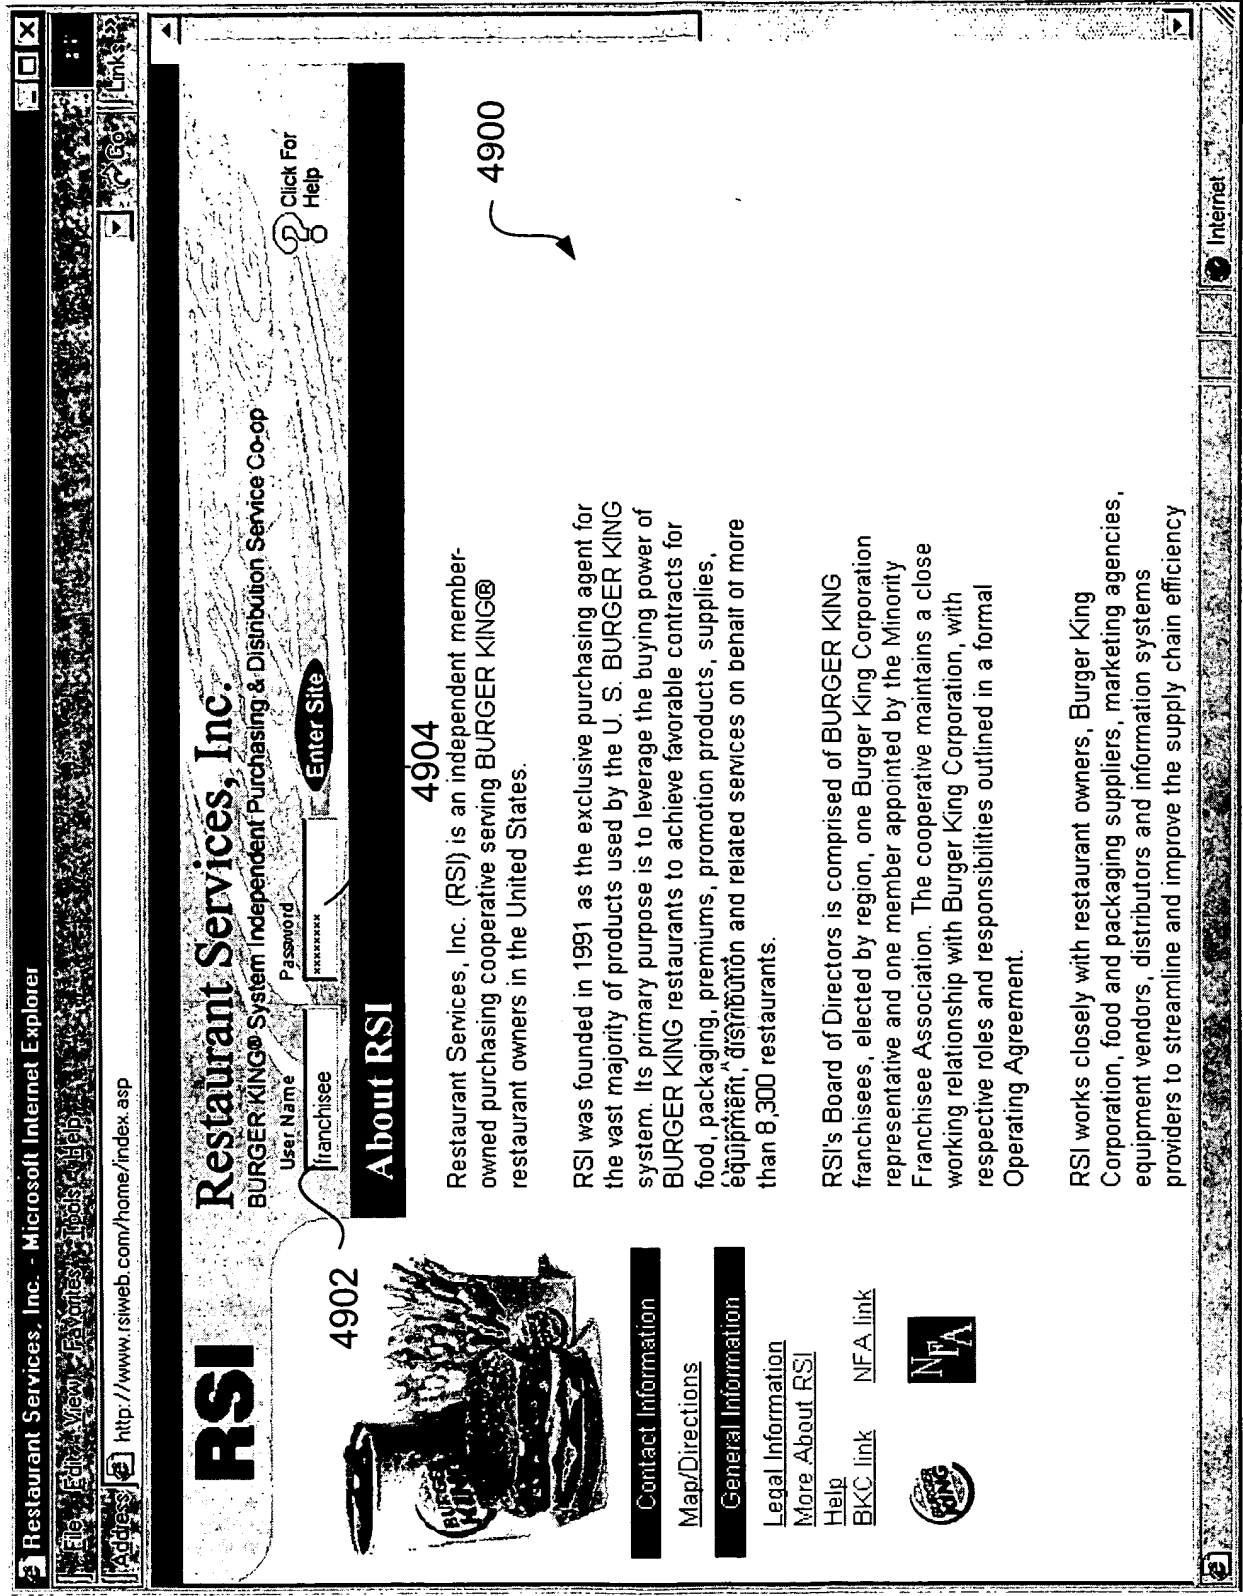 Restaurant Services, Inc. - Microsoft Internet Explorer
File Edit View Favorites Tools Help
Address http://www.rsiweb.com/home/index.asp Go Links »
RSI
Restaurant Services, Inc.
BURGER KING® System Independent Purchasing & Distribution Service Co-op
User Name Password
franchisee ******** Enter Site
Click For
Help
About RSI
4902
4904
4900
BURGER
KING
Contact Information
Map/Directions
General Information
Legal Information
More About RSI
Help
BKC link NFA link
BURGER
KING
NFA
Restaurant Services, Inc. (RSI) is an independent member-
owned purchasing cooperative serving BURGER KING®
restaurant owners in the United States.
RSI was founded in 1991 as the exclusive purchasing agent for
the vast majority of products used by the U. S. BURGER KING
system. Its primary purpose is to leverage the buying power of
BURGER KING restaurants to achieve favorable contracts for
food, packaging, premiums, promotion products, supplies,
equipment, distribution and related services on behalf of more
than 8,300 restaurants.
RSI's Board of Directors is comprised of BURGER KING
franchisees, elected by region, one Burger King Corporation
representative and one member appointed by the Minority
Franchisee Association. The cooperative maintains a close
working relationship with Burger King Corporation, with
respective roles and responsibilities outlined in a formal
Operating Agreement.
RSI works closely with restaurant owners, Burger King
Corporation, food and packaging suppliers, marketing agencies,
equipment vendors, distributors and information systems
providers to streamline and improve the supply chain efficiency
Internet